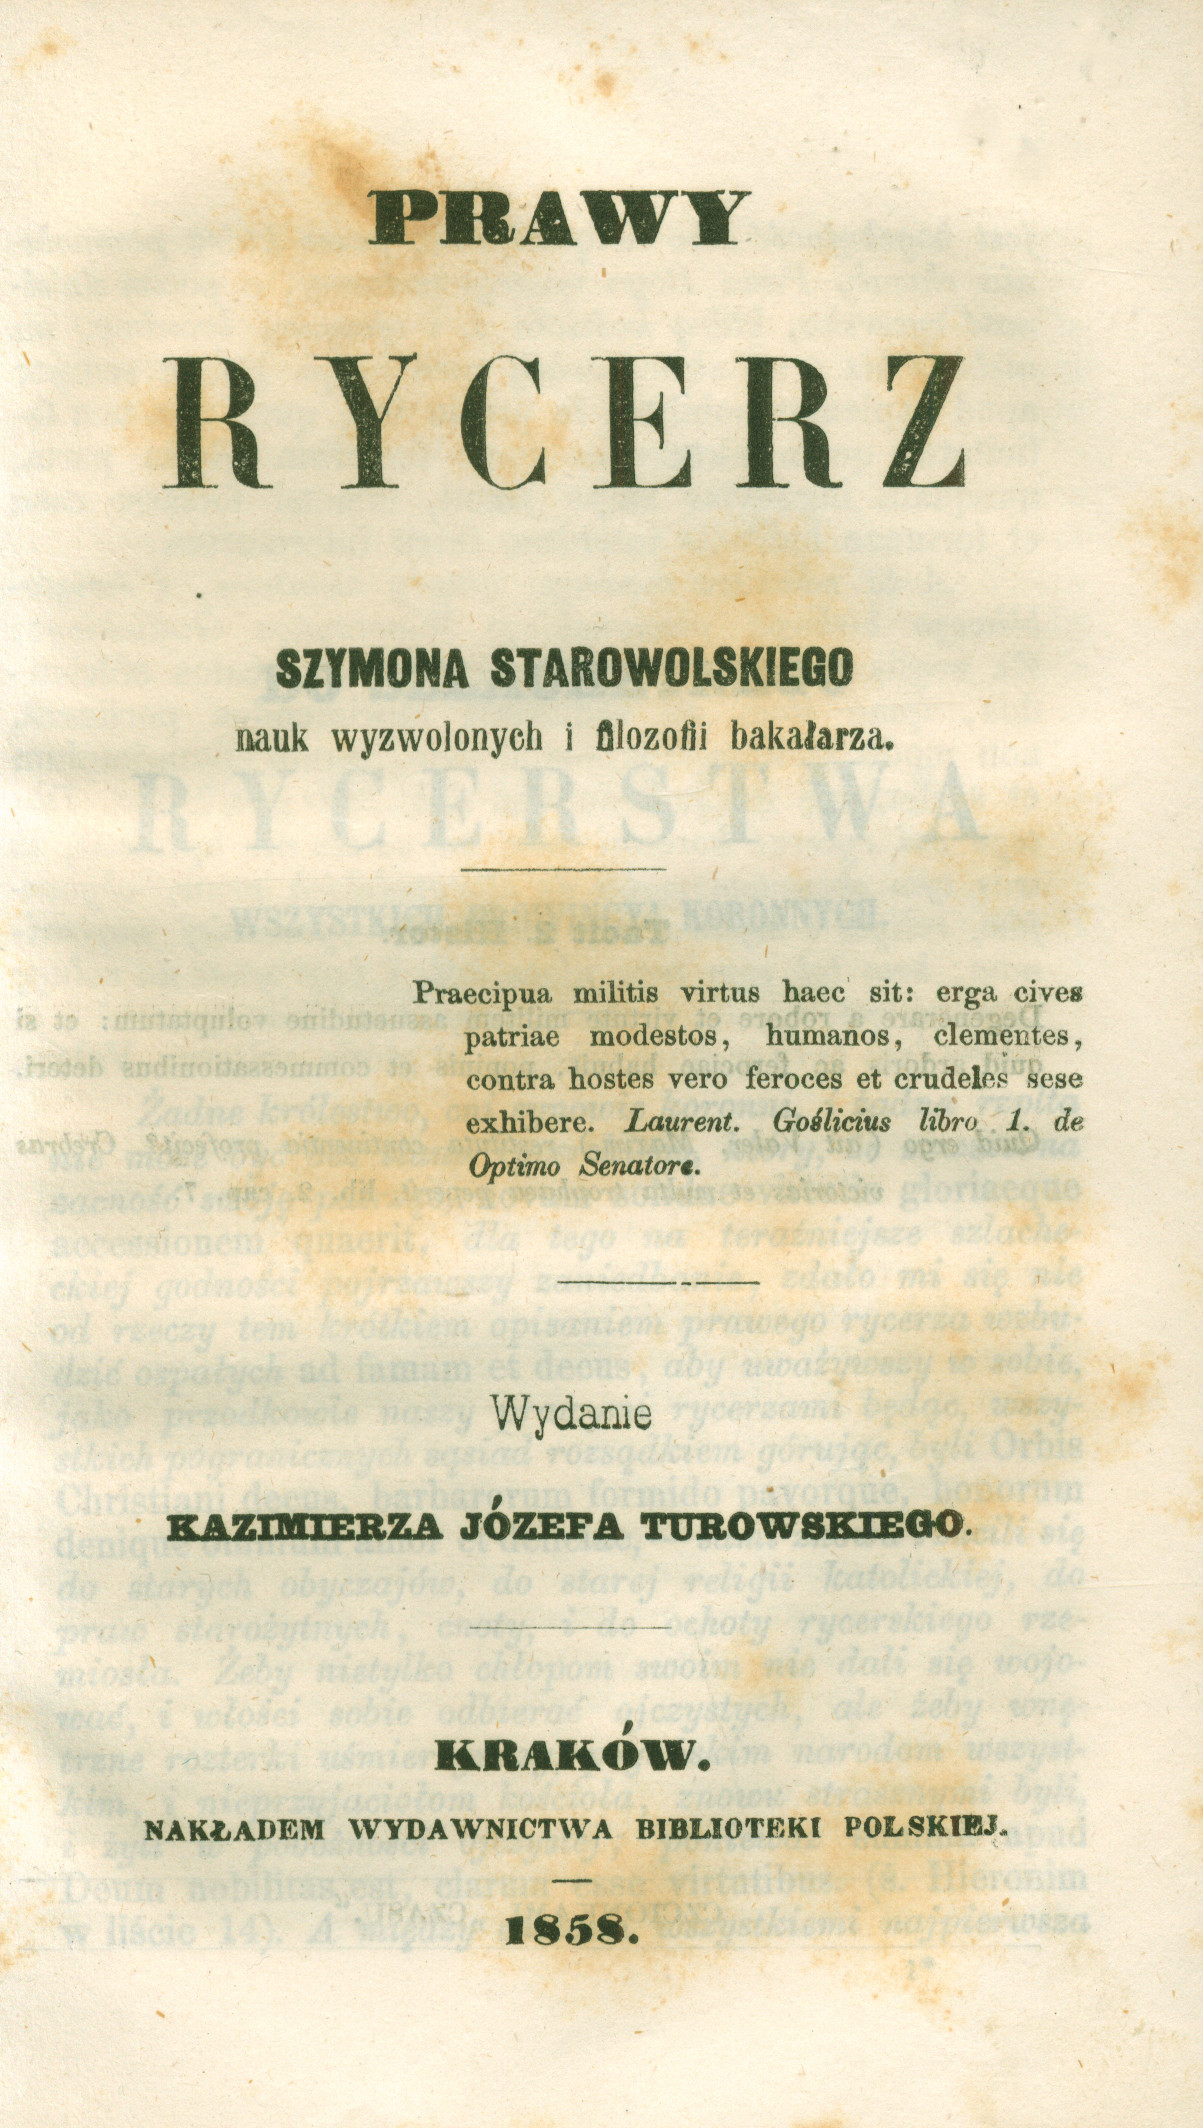 PRAWY
RYCERZ
SZYMONA STAROWOLSKIEGO
nauk wyzwolonych i filozofii bakałarza.
Praecipua militis virtus haec sit: erga cives
patriae modestos, humanos, clementes,
contra hostes vero feroces et crudeles sese
exhibere. Laurent. Goślicius libro 1. de
Optimo Senatore.
Wydanie
KAZIMIERZA JÓZEFA TUROWSKIEGO.
KRAKÓW.
NAKŁADEM WYDAWNICTWA BIBLIOTEKI POLSKIEJ.
1858.